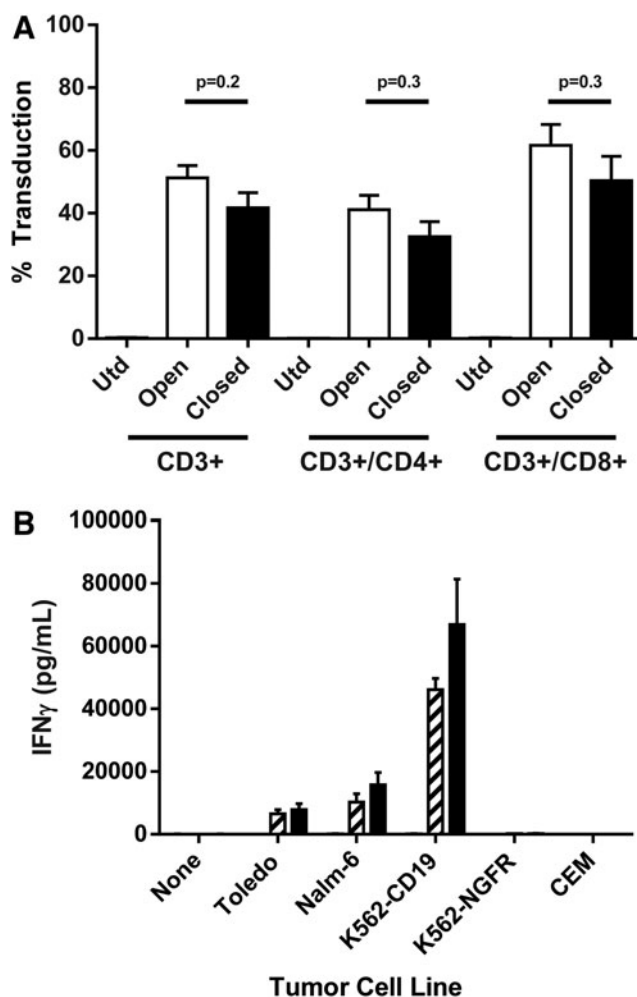 A
% Transduction
100
80
60
40
20
0
p=0.2
p=0.3
p=0.3
Utd
Open
Closed
Utd
Open
Closed
Utd
Open
Closed
CD3+
CD3+/CD4+
CD3+/CD8+
B
IFNγ (pg/mL)
100000
80000
60000
40000
20000
0
None
Toledo
Nalm-6
K562-CD19
K562-NGFR
CEM
Tumor Cell Line